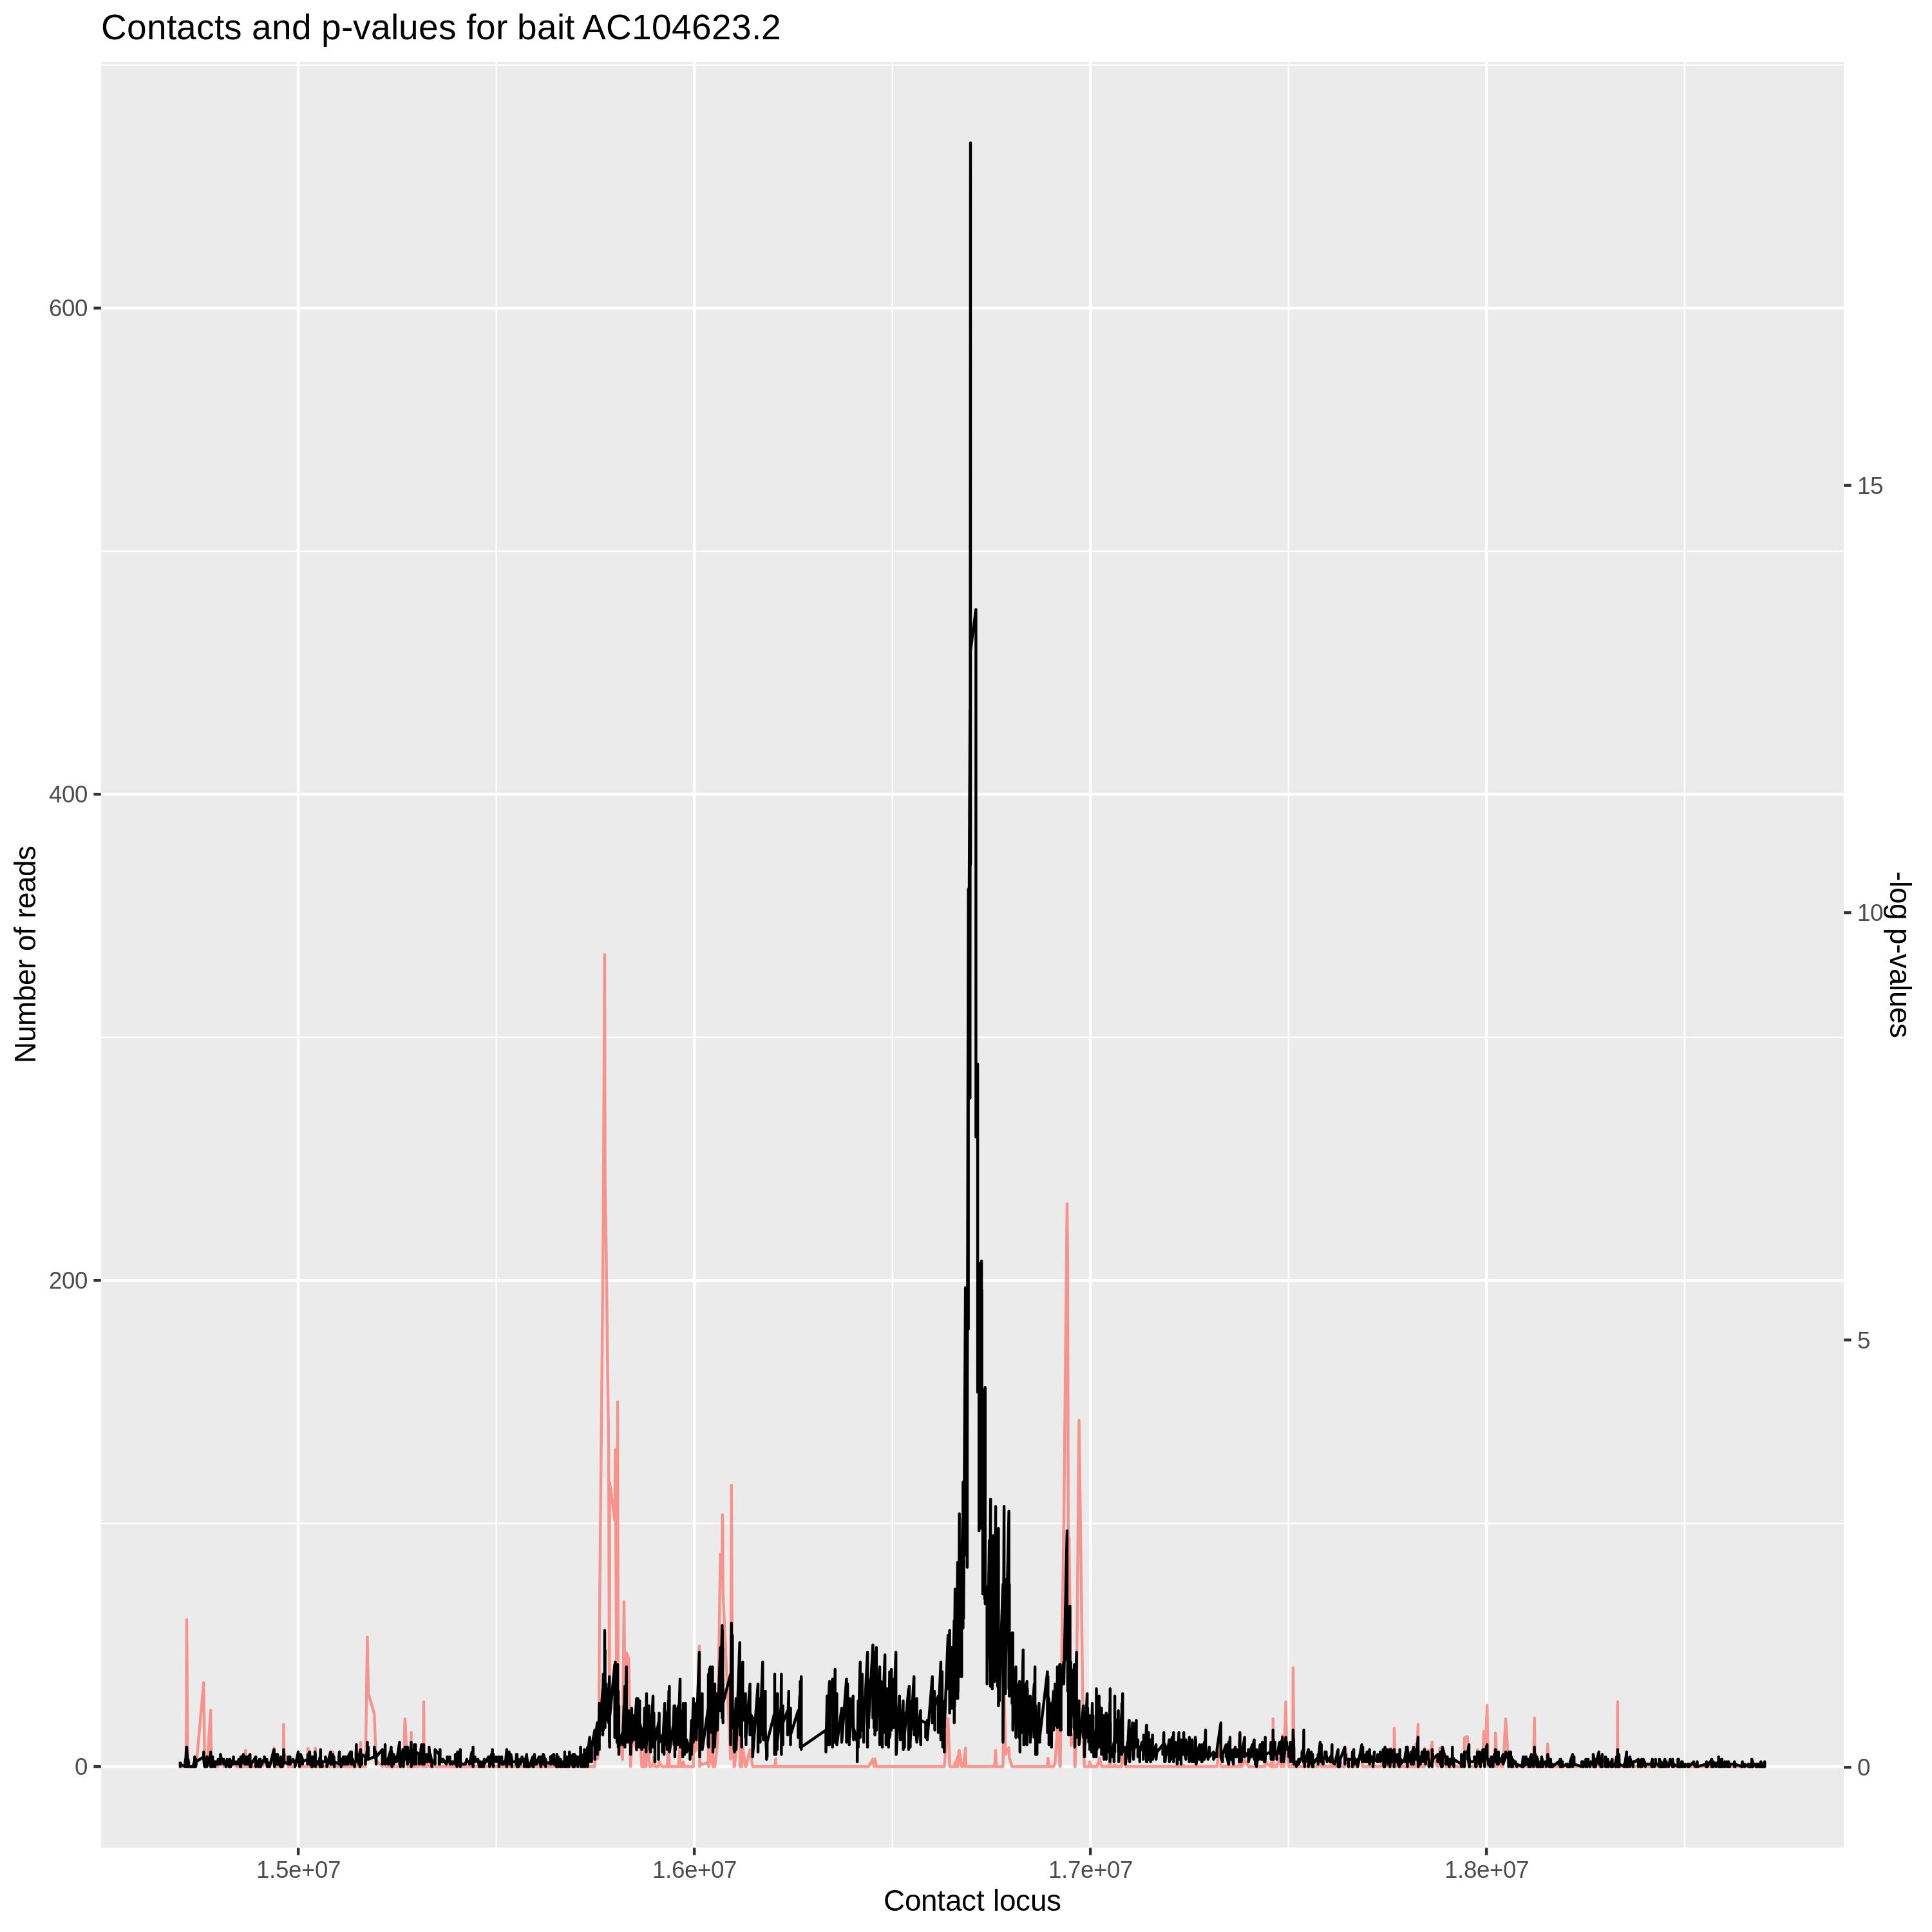 Contacts and p-values for bait AC104623.2
600
400
200
0
Number of reads
15
10
5
0
-log p-values
1.5e+07
1.6e+07
1.7e+07
1.8e+07
Contact locus